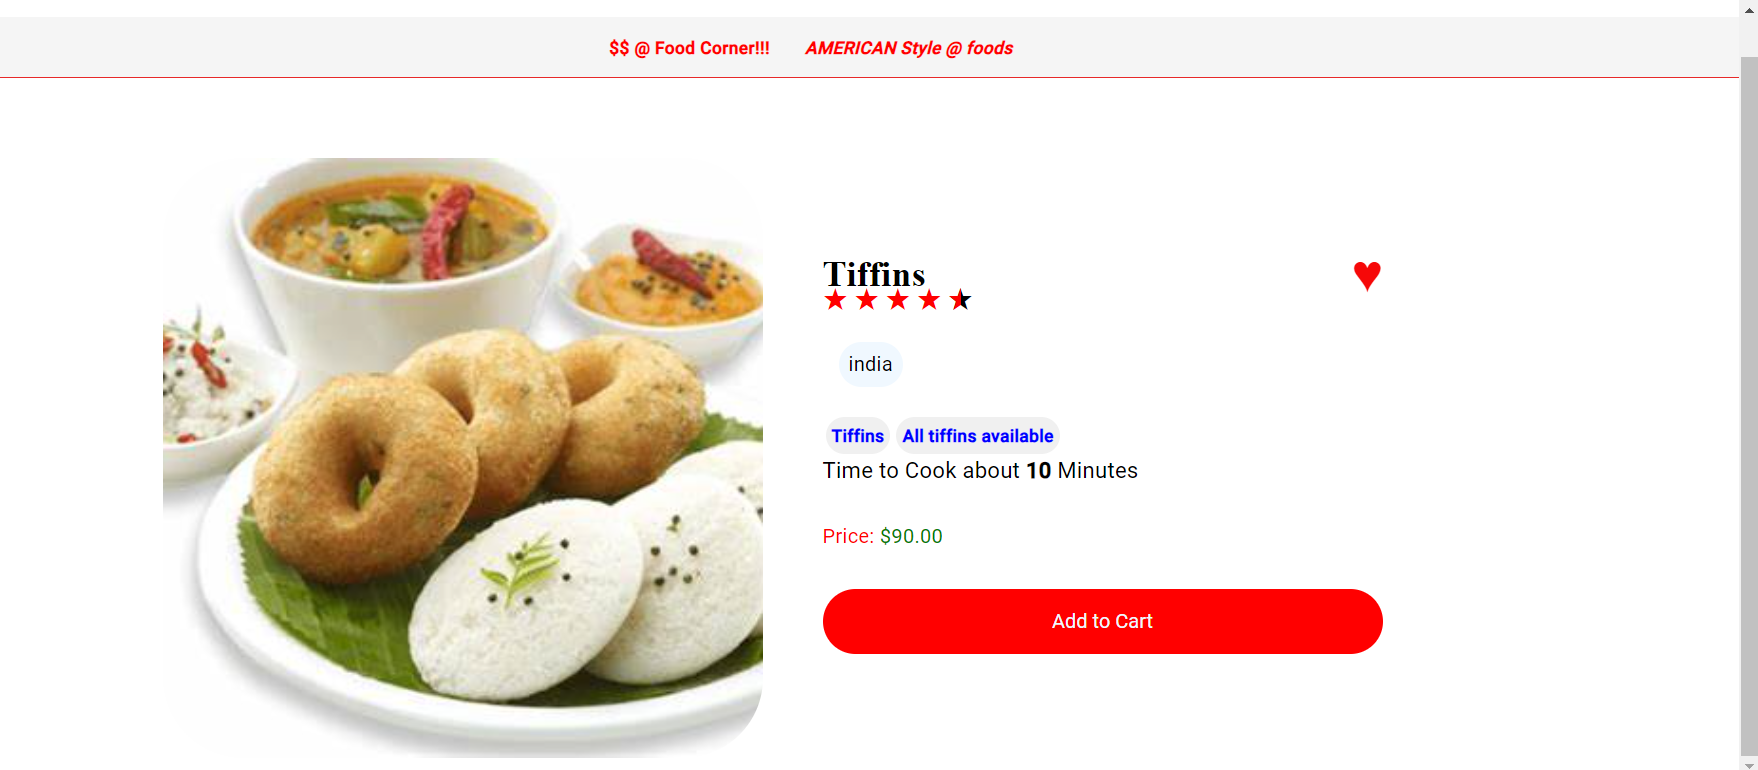 $$ @ Food Corner!!! AMERICAN Style @ foods
Tiffins
india
Tiffins All tiffins available
Time to Cook about 10 Minutes
Price: $90.00
Add to Cart